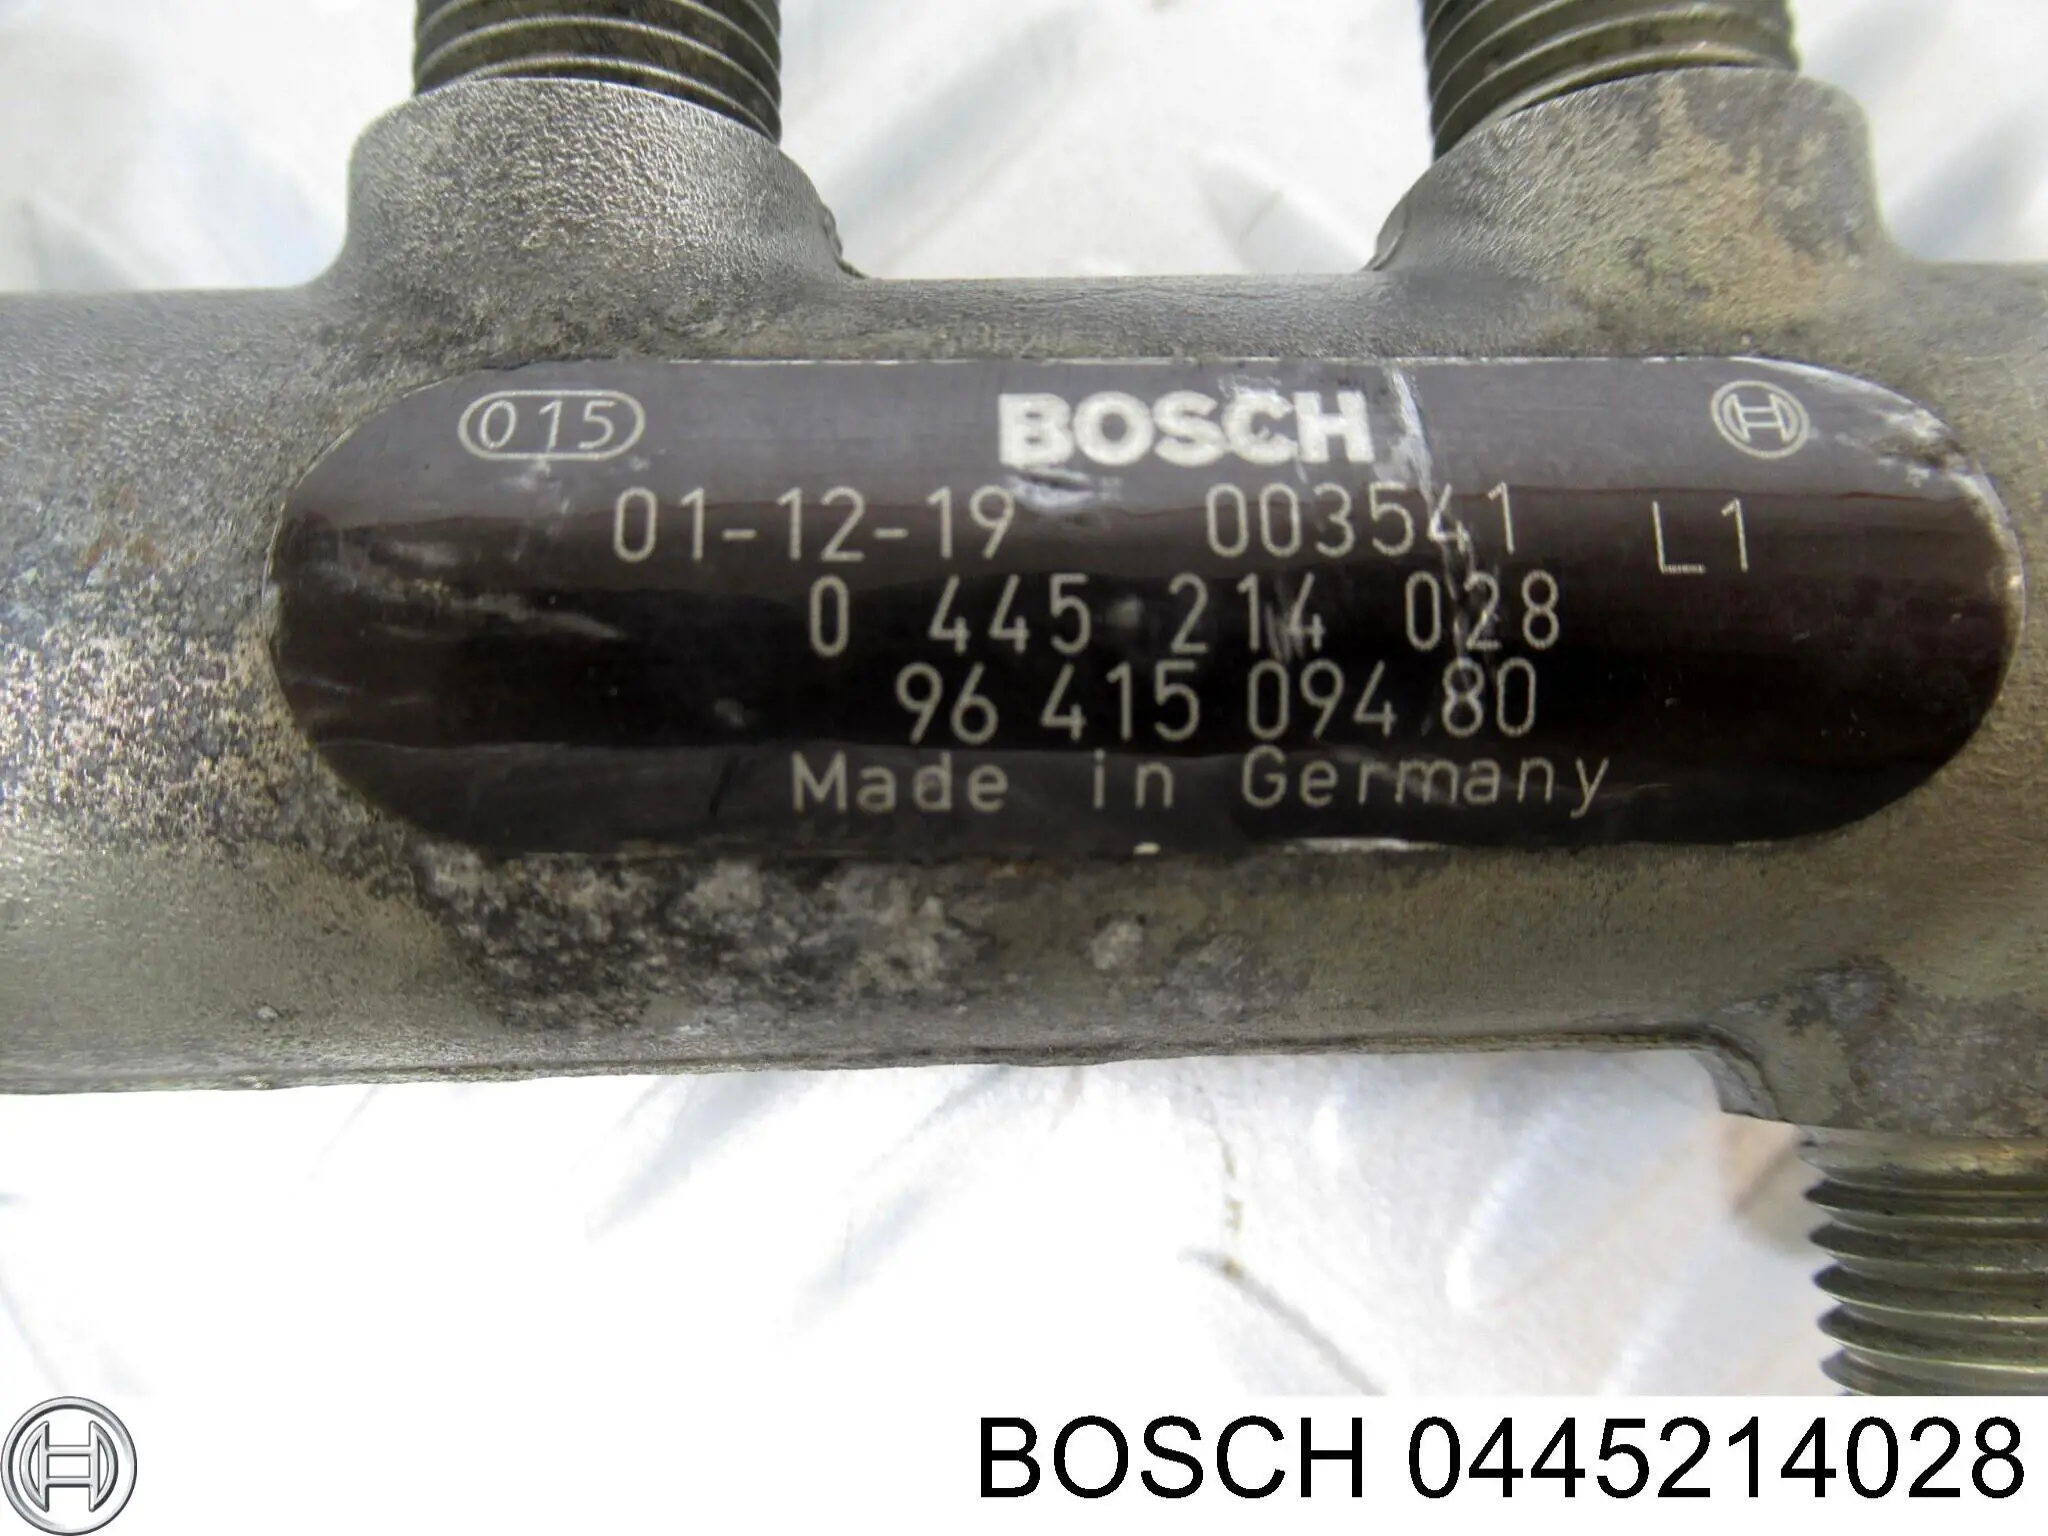 015 BOSCH
01-12-19 003541 L1
0 445 214 028
96 415 094 80
Made in Germany
BOSCH 0445214028